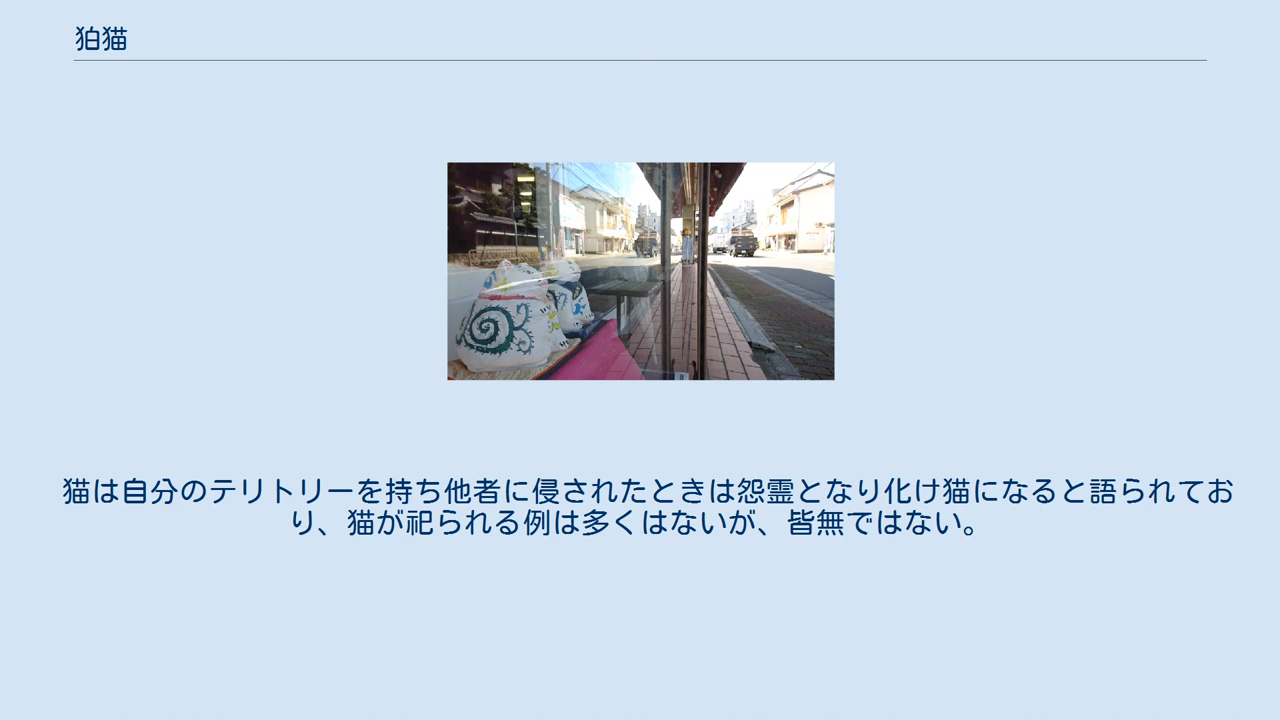 狛猫
猫は自分のテリトリーを持ち他者に侵されたときは怨霊となり化け猫になると語られてお
り、猫が祀られる例は多くはないが、皆無ではない。